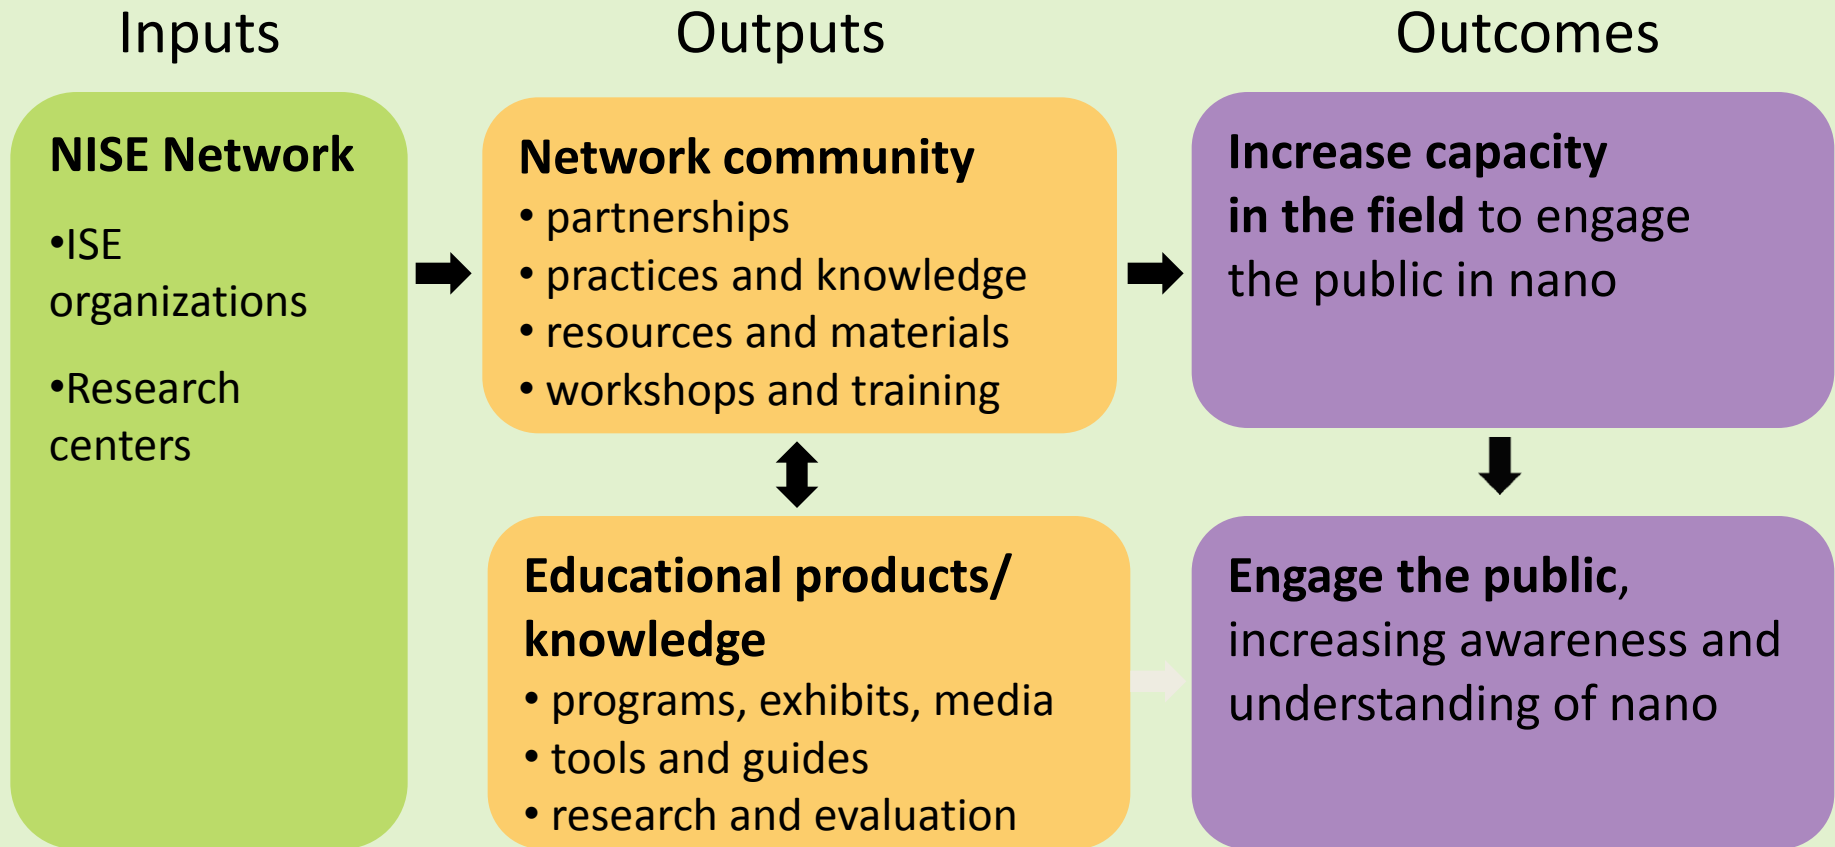 Inputs
Outputs
Outcomes
NISE Network
•ISE
organizations
•Research
centers
Network community
• partnerships
• practices and knowledge
• resources and materials
• workshops and training
Educational products/
knowledge
• programs, exhibits, media
• tools and guides
• research and evaluation
Increase capacity
in the field to engage
the public in nano
Engage the public,
increasing awareness and
understanding of nano